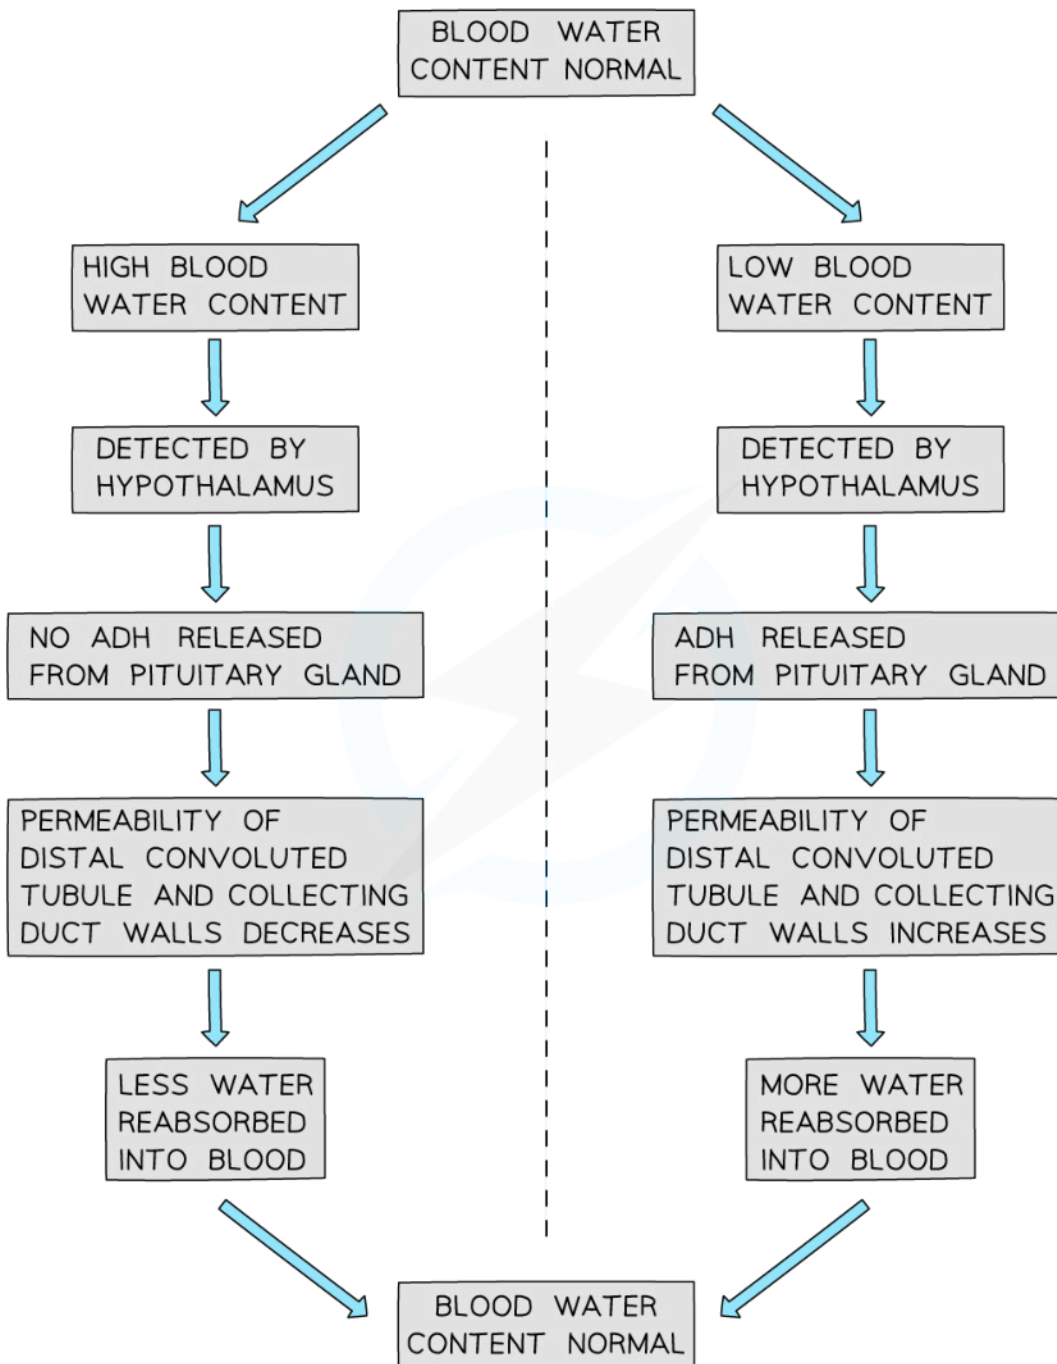 BLOOD WATER
CONTENT NORMAL
HIGH BLOOD
WATER CONTENT
DETECTED BY
HYPOTHALAMUS
NO ADH RELEASED
FROM PITUITARY GLAND
PERMEABILITY OF
DISTAL CONVOLUTED
TUBULE AND COLLECTING
DUCT WALLS DECREASES
LESS WATER
REABSORBED
INTO BLOOD
LOW BLOOD
WATER CONTENT
DETECTED BY
HYPOTHALAMUS
ADH RELEASED
FROM PITUITARY GLAND
PERMEABILITY OF
DISTAL CONVOLUTED
TUBULE AND COLLECTING
DUCT WALLS INCREASES
MORE WATER
REABSORBED
INTO BLOOD
BLOOD WATER
CONTENT NORMAL